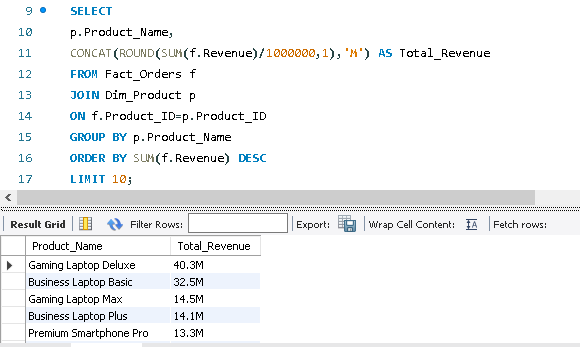 9 SELECT
10 p.Product_Name,
11 CONCAT(ROUND(SUM(f.Revenue)/1000000,1),'M') AS Total_Revenue
12 FROM Fact_Orders f
13 JOIN Dim_Product p
14 ON f.Product_ID=p.Product_ID
15 GROUP BY p.Product_Name
16 ORDER BY SUM(f.Revenue) DESC
17 LIMIT 10;
Result Grid Filter Rows: Export: Wrap Cell Content: Fetch rows:
Product_Name Total_Revenue
Gaming Laptop Deluxe 40.3M
Business Laptop Basic 32.5M
Gaming Laptop Max 14.5M
Business Laptop Plus 14.1M
Premium Smartphone Pro 13.3M